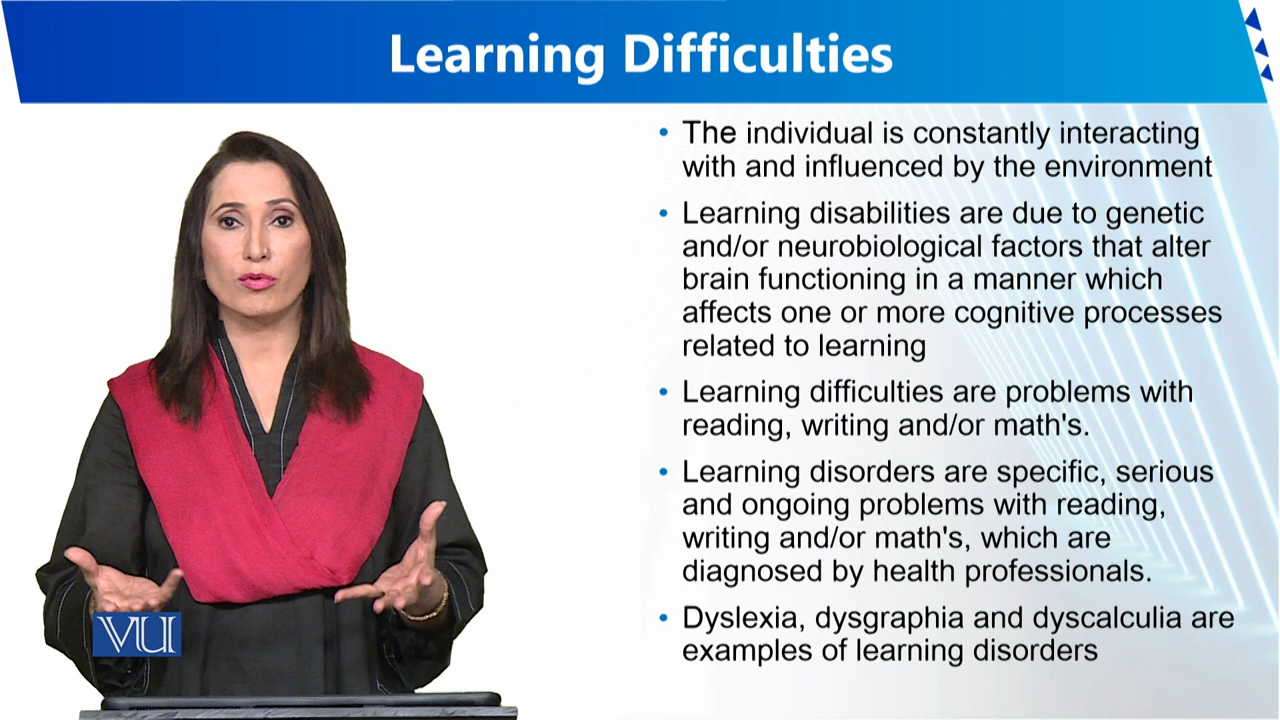 Learning Difficulties
• The individual is constantly interacting
with and influenced by the environment
• Learning disabilities are due to genetic
and/or neurobiological factors that alter
brain functioning in a manner which
affects one or more cognitive processes
related to learning
• Learning difficulties are problems with
reading, writing and/or math's.
• Learning disorders are specific, serious
and ongoing problems with reading,
writing and/or math's, which are
diagnosed by health professionals.
• Dyslexia, dysgraphia and dyscalculia are
examples of learning disorders
VU